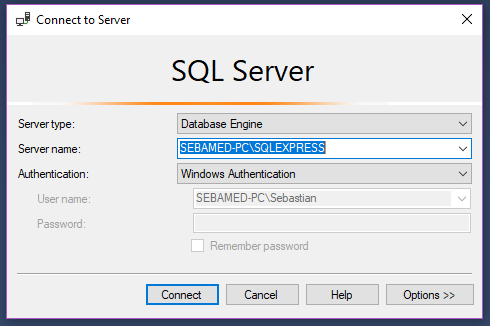 Connect to Server
SQL Server
Server type: Database Engine
Server name: SEBAMED-PC\SQLEXPRESS
Authentication: Windows Authentication
User name: SEBAMED-PC\Sebastian
Password:
Remember password
Connect Cancel Help Options >>